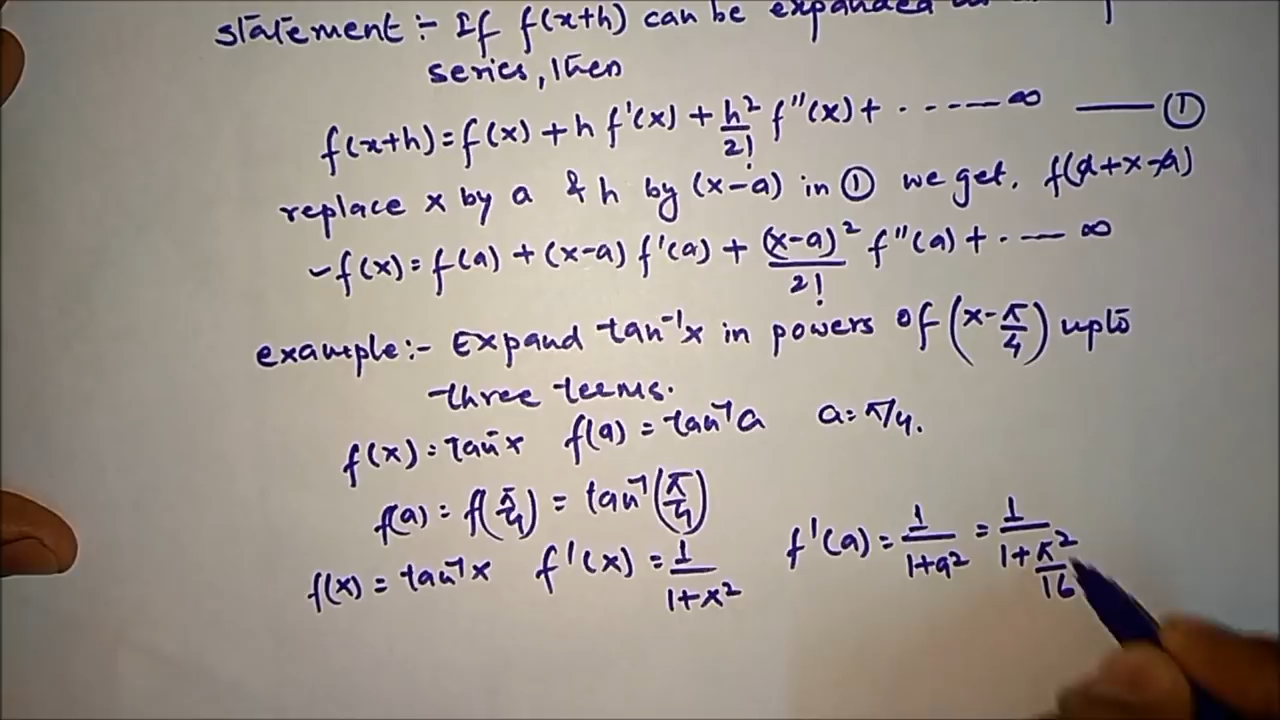 statement :- If f(x+h) can be expanded
series, then
f(x+h) = f(x) + h f'(x) + h²/2! f''(x) + ------ ∞ —— ①
replace x by a & h by (x-a) in ① we get. f(a+x-a)
f(x) = f(a) + (x-a) f'(a) + (x-a)²/2! f''(a) + ------ ∞
example:- Expand tan⁻¹x in powers of (x-π/4) upto
three terms.
f(x) = tan⁻¹x f(a) = tan⁻¹a a = π/4.
f(a) = f(π/4) = tan⁻¹(π/4)
f(x) = tan⁻¹x f'(x) = 1/1+x² f'(a) = 1/1+a² = 1/1+π²/16